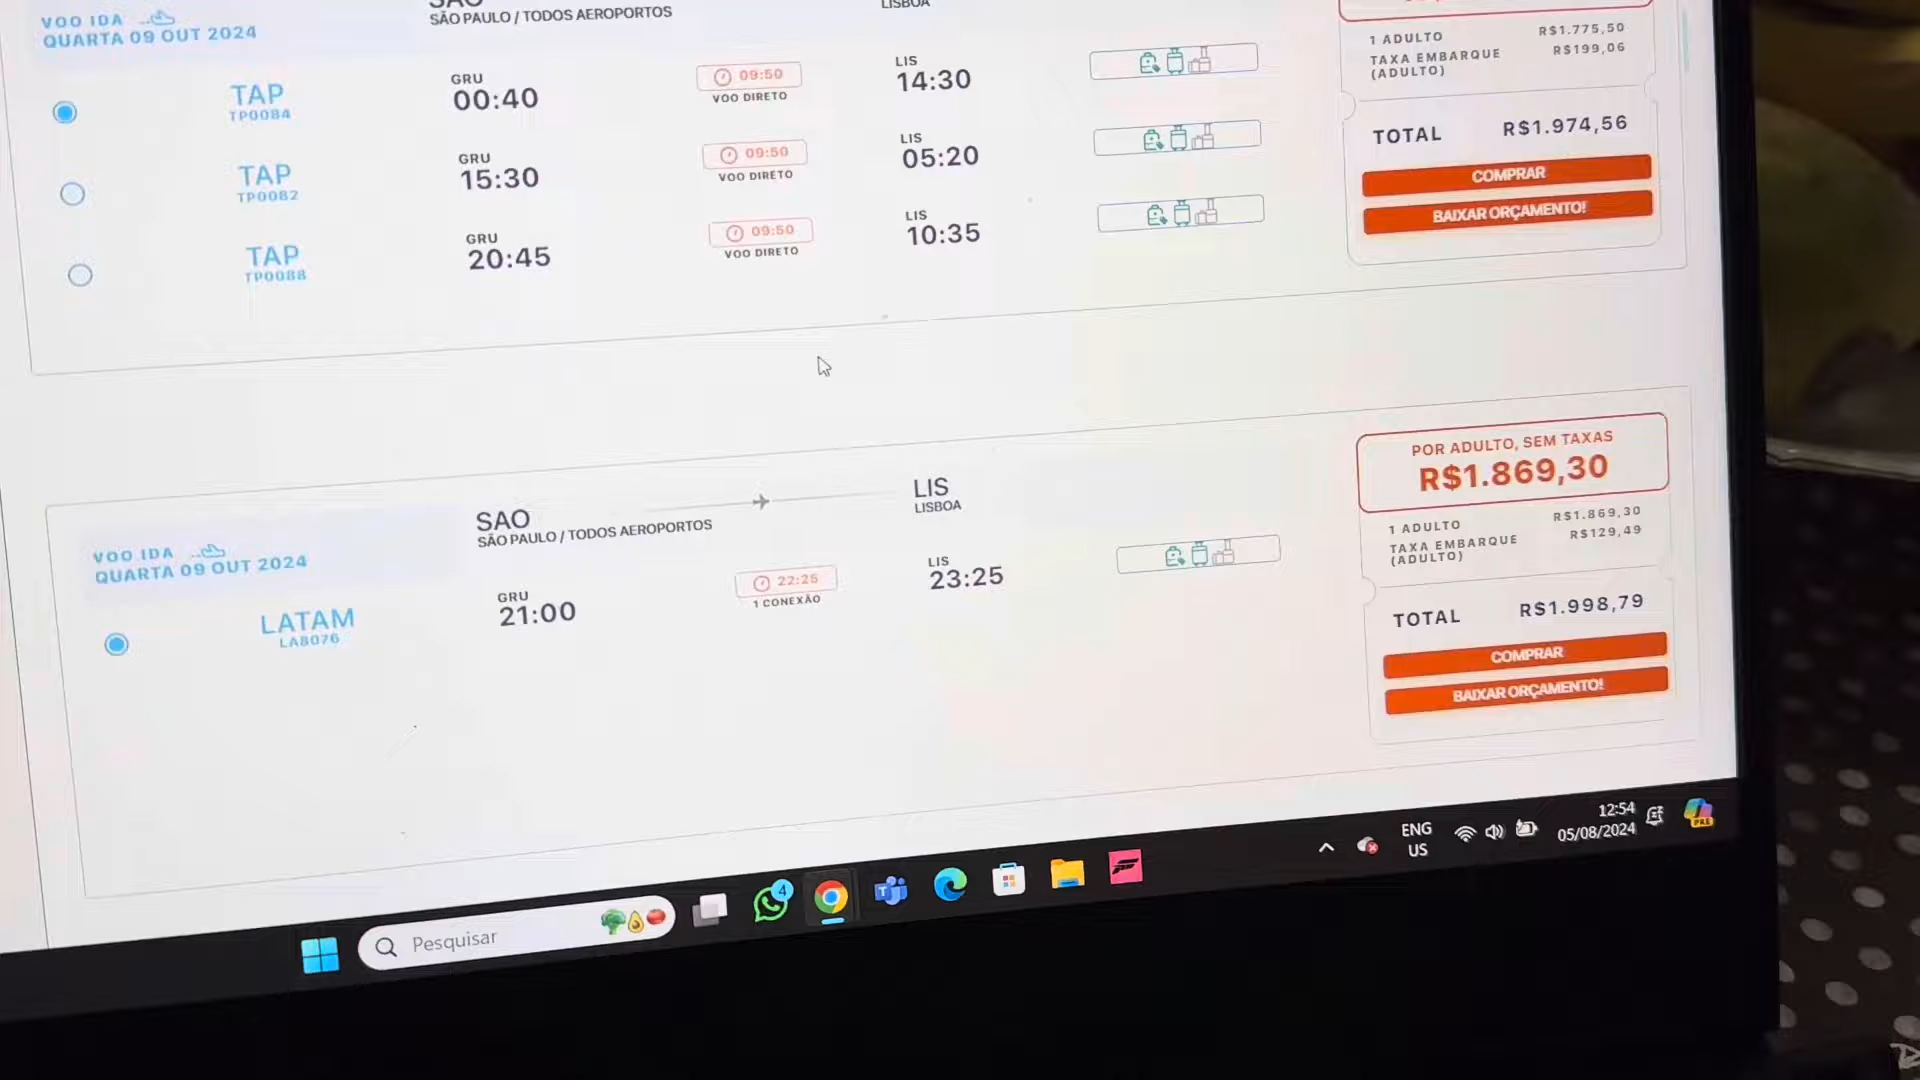 VOO IDA
QUARTA 09 OUT 2024
SÃO PAULO / TODOS AEROPORTOS
LISBOA
1 ADULTO R$1.775,50
TAXA EMBARQUE (ADULTO) R$199,06
TAP
TP0084
GRU
00:40
09:50
VOO DIRETO
LIS
14:30
TOTAL R$1.974,56
COMPRAR
BAIXAR ORÇAMENTO!
TAP
TP0082
GRU
15:30
09:50
VOO DIRETO
LIS
05:20
TAP
TP0088
GRU
20:45
09:50
VOO DIRETO
LIS
10:35
VOO IDA
QUARTA 09 OUT 2024
SAO
SÃO PAULO / TODOS AEROPORTOS
LIS
LISBOA
POR ADULTO, SEM TAXAS
R$1.869,30
1 ADULTO R$1.869,30
TAXA EMBARQUE (ADULTO) R$129,49
LATAM
LA8076
GRU
21:00
22:25
1 CONEXÃO
LIS
23:25
TOTAL R$1.998,79
COMPRAR
BAIXAR ORÇAMENTO!
Pesquisar
4
ENG
US
12:54
05/08/2024
PRE